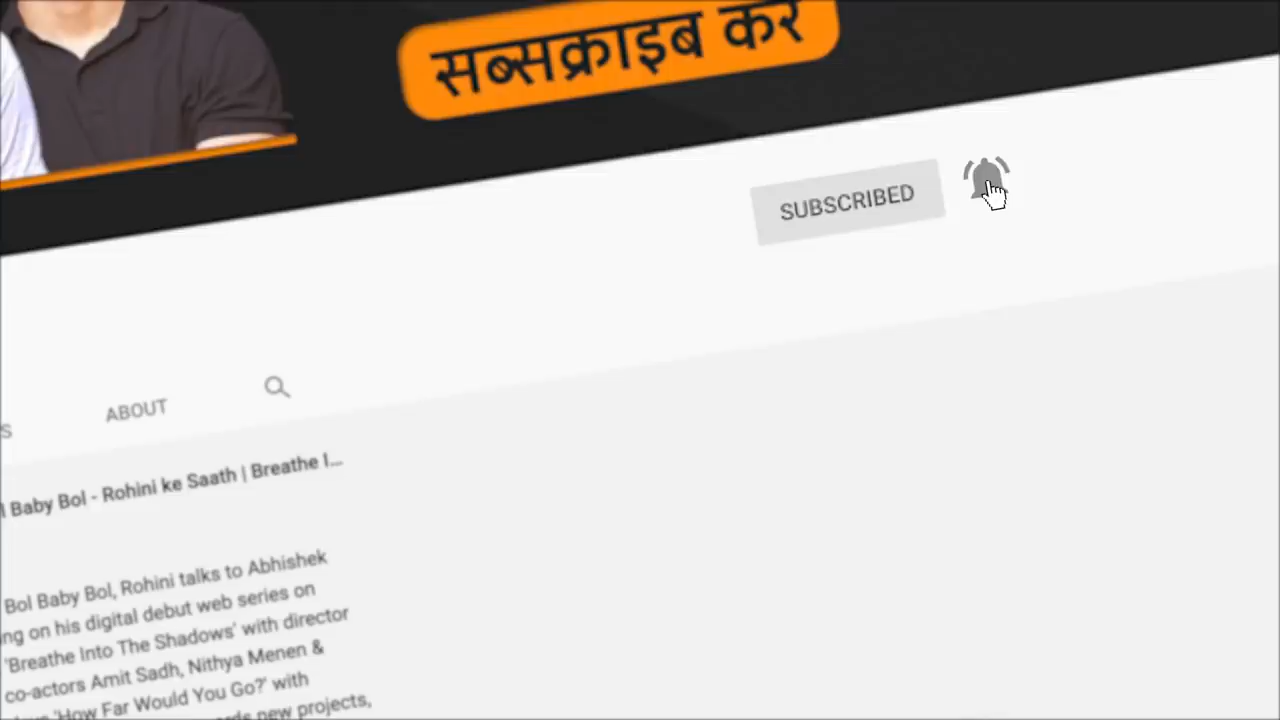 सब्सक्राइब करें
SUBSCRIBED
ABOUT
Baby Bol - Rohini ke Saath | Breathe I...
Bol Baby Bol, Rohini talks to Abhishek
on his digital debut web series on
'Breathe Into The Shadows' with director
co-actors Amit Sadh, Nithya Menen &
'How Far Would You Go?' with
new projects,